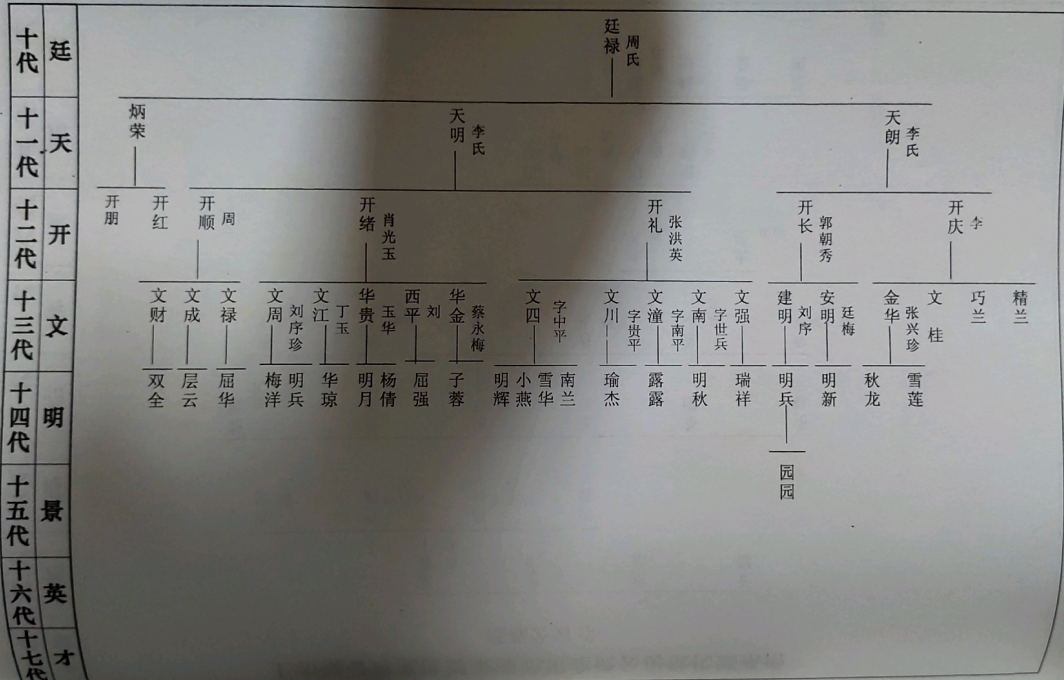 十代 廷
廷禄 周氏
十一代 天
炳荣
天明 李氏
天朗 李氏
十二代 开
开朋
开红
开顺 周
开绪 肖光玉
开礼 张洪英
开长 郭朝秀
开庆 李
十三代 文
文财
文成
文禄
文周 刘序珍
文江 丁玉
华贵 玉华
西平 刘
华金 蔡永梅
文四 字中平
文川 字贵平
文潼 字南平
文南 字世兵
文强
建明 刘序
安明 廷梅
金华 张兴珍
文桂
巧兰
精兰
十四代 明
双全
层云
屈华
梅洋
明兵
华琼
明月
杨倩
屈强
子蓉
明辉
小燕
雪华
南兰
瑜杰
露露
明秋
瑞祥
明兵
明新
秋龙
雪莲
十五代 景
园园
十六代 英
十七代 才